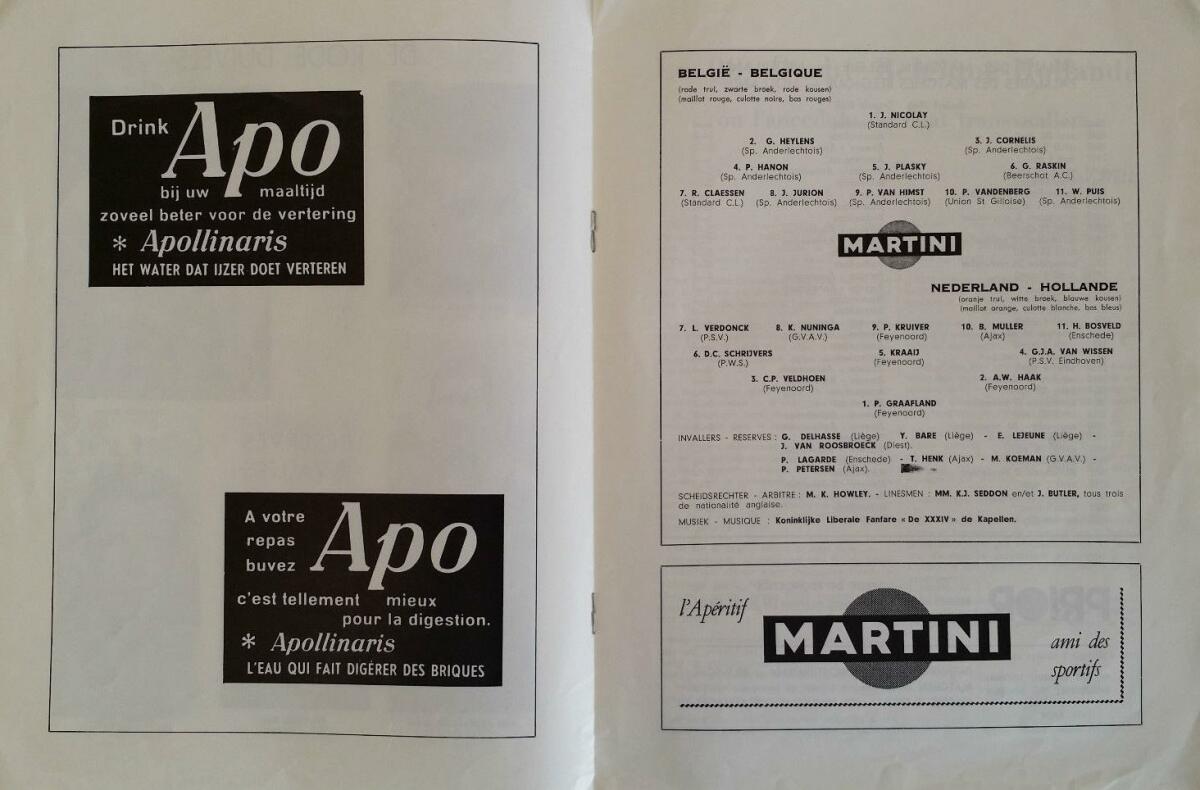 Drink Apo
bij uw maaltijd
zoveel beter voor de vertering
* Apollinaris
HET WATER DAT IJZER DOET VERTEREN
A votre
repas
buvez Apo
c'est tellement mieux
pour la digestion.
* Apollinaris
L'EAU QUI FAIT DIGÉRER DES BRIQUES
BELGIË - BELGIQUE
(rode trui, zwarte broek, rode kousen)
(maillot rouge, culotte noire, bas rouges)
1. J. NICOLAY
(Standard C.L.)
2. G. HEYLENS 3. J. CORNELIS
(Sp. Anderlechtois) (Sp. Anderlechtois)
4. P. HANON 5. J. PLASKY 6. G. RASKIN
(Sp. Anderlechtois) (Sp. Anderlechtois) (Beerschot A.C.)
7. R. CLAESSEN 8. J. JURION 9. P. VAN HIMST 10. P. VANDENBERG 11. W. PUIS
(Standard C.L.) (Sp. Anderlechtois) (Sp. Anderlechtois) (Union St Gilloise) (Sp. Anderlechtois)
MARTINI
NEDERLAND - HOLLANDE
(oranje trui, witte broek, blauwe kousen)
(maillot orange, culotte blanche, bas bleus)
7. L. VERDONCK 8. K. NUNINGA 9. P. KRUIVER 10. B. MULLER 11. H. BOSVELD
(P.S.V.) (G.V.A.V.) (Feyenoord) (Ajax) (Enschede)
6. D.C. SCHRIJVERS 5. KRAAIJ 4. G.J.A. VAN WISSEN
(P.W.S.) (Feyenoord) (P.S.V. Eindhoven)
3. C.P. VELDHOEN 2. A.W. HAAK
(Feyenoord) (Feyenoord)
1. P. GRAAFLAND
(Feyenoord)
INVALLERS - RESERVES : G. DELHASSE (Liège) Y. BARE (Liège) - E. LEJEUNE (Liège) -
J. VAN ROOSBROECK (Diest).
P. LAGARDE (Enschede) - T. HENK (Ajax) - M. KOEMAN (G.V.A.V.) -
P. PETERSEN (Ajax).
SCHEIDSRECHTER - ARBITRE : M. K. HOWLEY. - LINESMEN : MM. K.J. SEDDON en/et J. BUTLER, tous trois
de nationalité anglaise.
MUSIEK - MUSIQUE : Koninklijke Liberale Fanfare « De XXXIV » de Kapellen.
l'Apéritif
MARTINI
ami des
sportifs